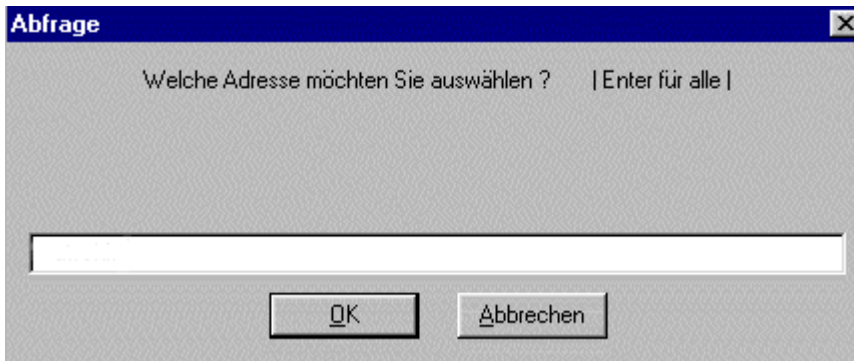 Abfrage
Welche Adresse möchten Sie auswählen ? | Enter für alle |
OK
Abbrechen